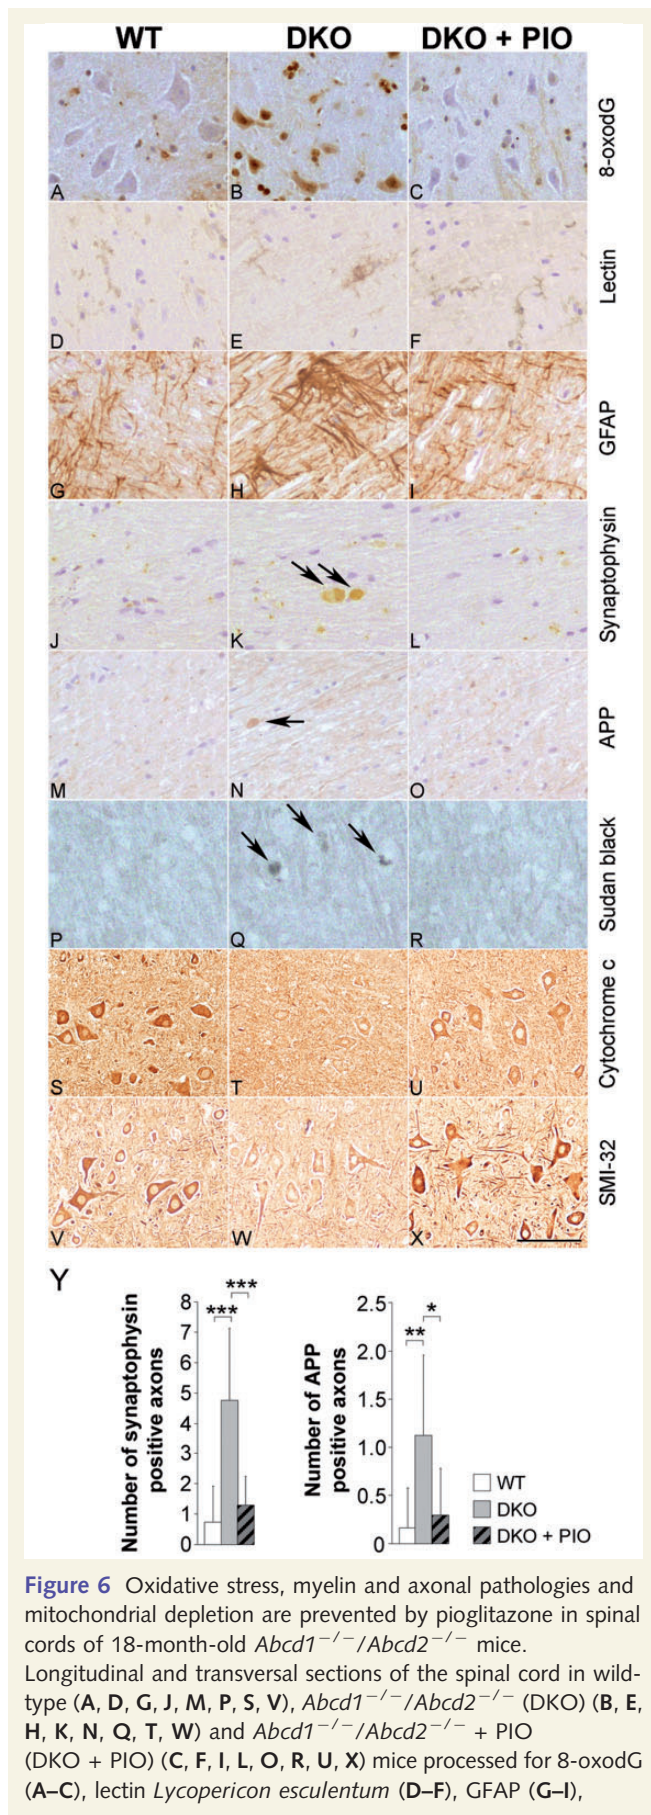 WT DKO DKO + PIO
A B C 8-oxodG
D E F Lectin
G H I GFAP
J K L Synaptophysin
M N O APP
P Q R Sudan black
S T U Cytochrome c
V W X SMI-32
Y
Number of synaptophysin
positive axons
8
7
6
5
4
3
2
1
0
*** ***
Number of APP
positive axons
2.5
2.0
1.5
1.0
0.5
0
** *
WT
DKO
DKO + PIO
Figure 6 Oxidative stress, myelin and axonal pathologies and
mitochondrial depletion are prevented by pioglitazone in spinal
cords of 18-month-old Abcd1−/−/Abcd2−/− mice.
Longitudinal and transversal sections of the spinal cord in wild-
type (A, D, G, J, M, P, S, V), Abcd1−/−/Abcd2−/− (DKO) (B, E,
H, K, N, Q, T, W) and Abcd1−/−/Abcd2−/− + PIO
(DKO + PIO) (C, F, I, L, O, R, U, X) mice processed for 8-oxodG
(A–C), lectin Lycopericon esculentum (D–F), GFAP (G–I),